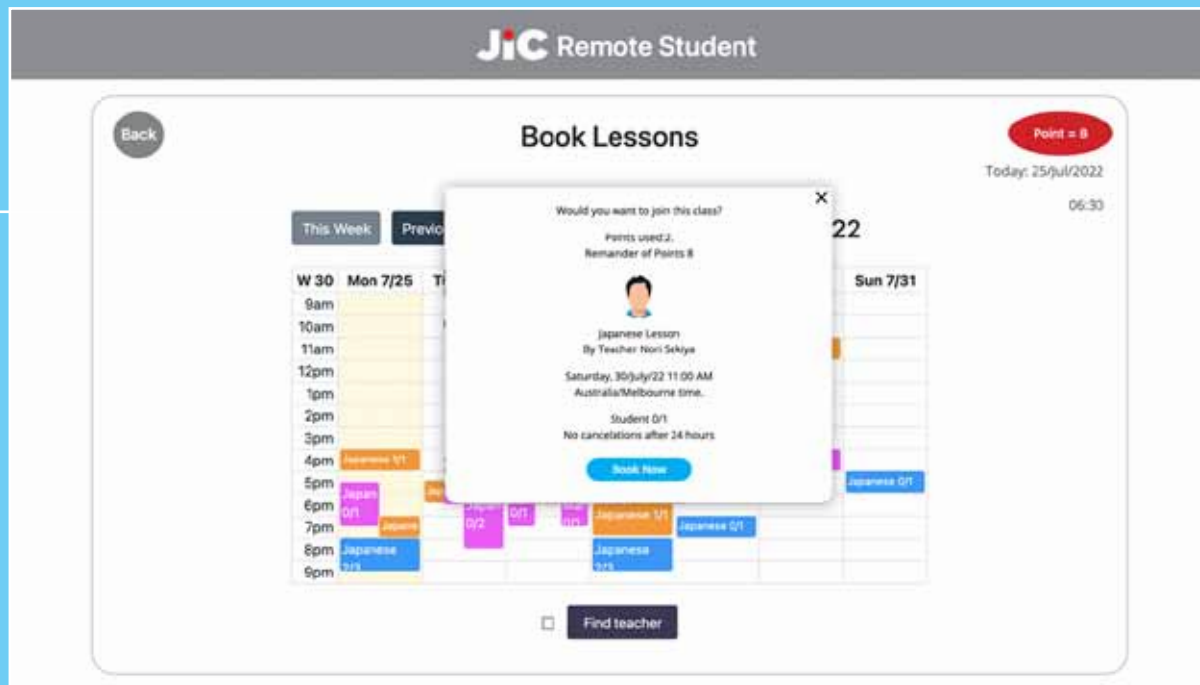 JiC Remote Student
Back
Book Lessons
Point = 8
Today: 25/Jul/2022
06:30
This Week
Previo
22
Would you want to join this class?
Points used:2.
Remander of Points 8
Japanese Lesson
By Teacher Nori Sekiya
Saturday, 30/July/22 11:00 AM
Australia/Melbourne time.
Student 0/1
No cancelations after 24 hours
Book Now
W 30 Mon 7/25 T Sun 7/31
9am
10am
11am
12pm
1pm
2pm
3pm
4pm Japanese 1/1
5pm Japanese 0/1
Japan
0/1
6pm
0/2 0/1 Japanese 1/1
7pm Japane Japanese 0/1
8pm Japanese Japanese
9pm
Find teacher